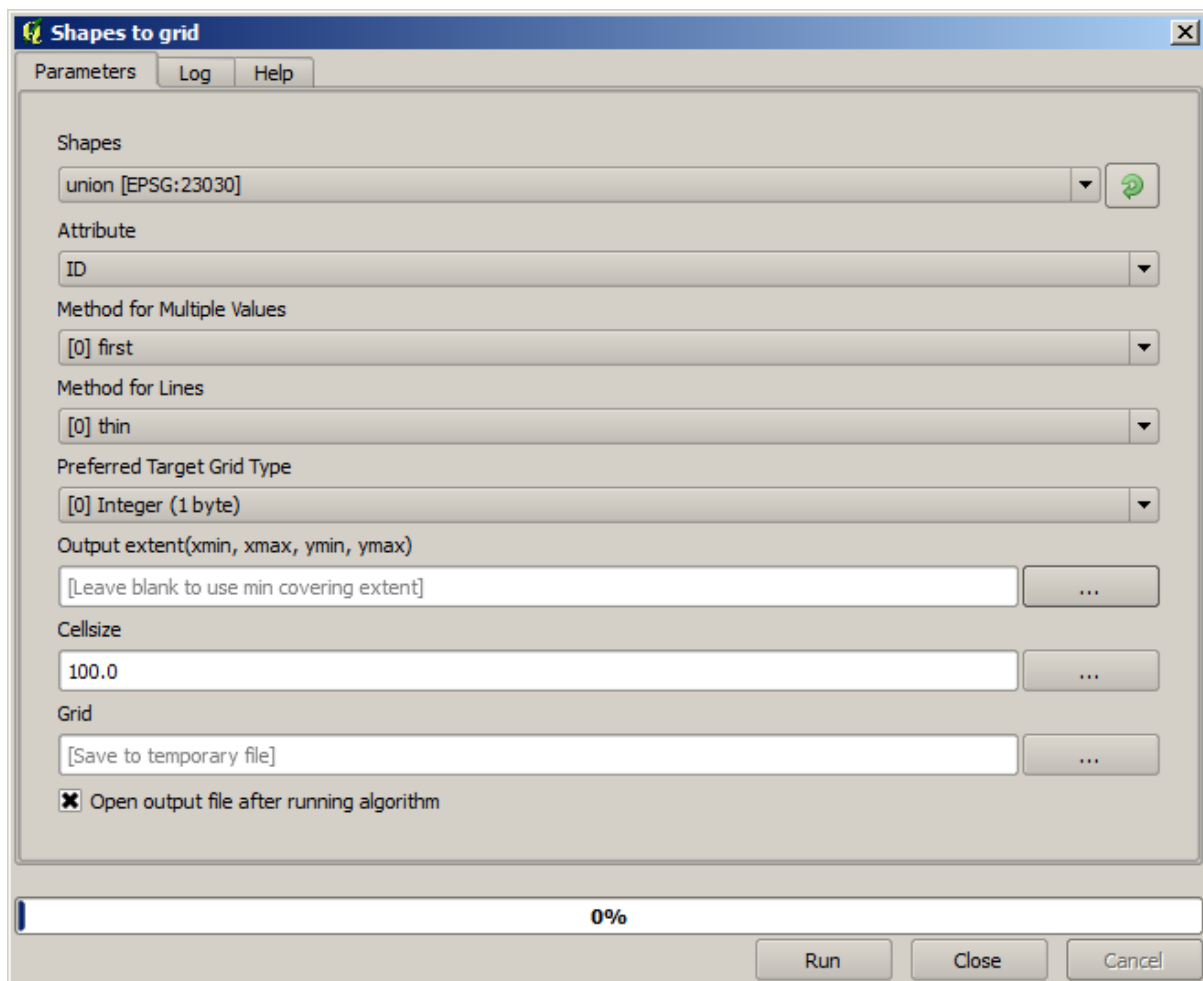 Shapes to grid
Parameters Log Help
Shapes
union [EPSG:23030]
Attribute
ID
Method for Multiple Values
[0] first
Method for Lines
[0] thin
Preferred Target Grid Type
[0] Integer (1 byte)
Output extent(xmin, xmax, ymin, ymax)
[Leave blank to use min covering extent]
...
Cellsize
100.0
...
Grid
[Save to temporary file]
...
Open output file after running algorithm
0%
Run Close Cancel